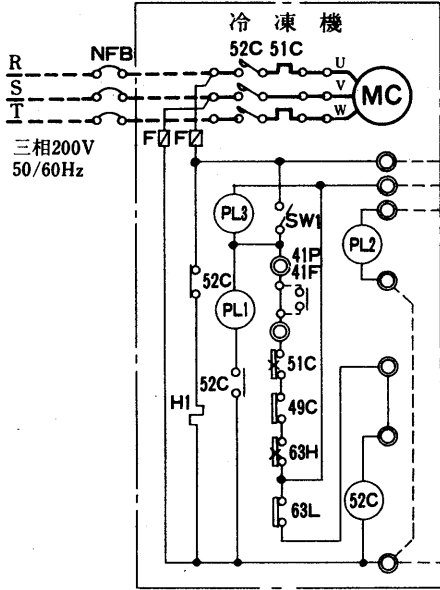 冷凍機
NFB
52C 51C
R
S
T
U
V
W
MC
三相200V
50/60Hz
F F
PL3
SW1
41P
41F
PL2
52C
PL1
51C
52C
H1
49C
63H
52C
63L